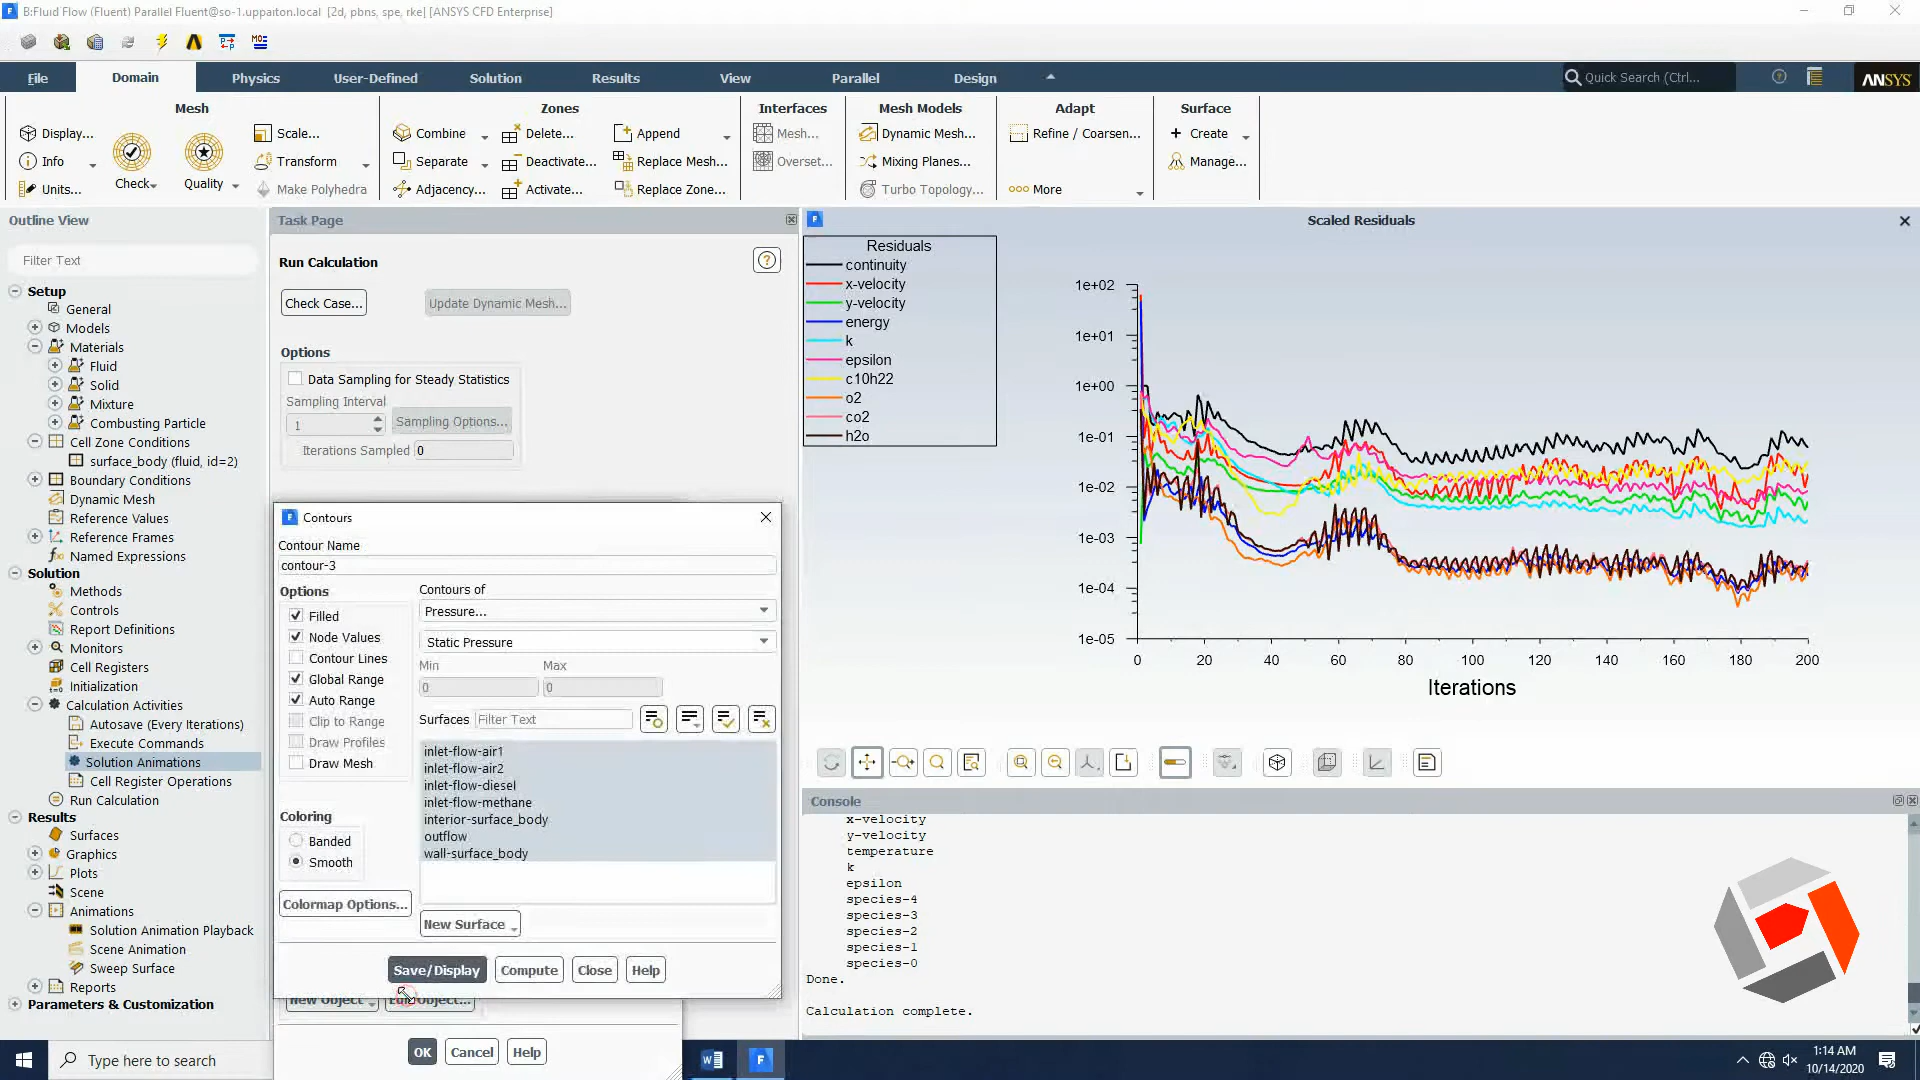 B:Fluid Flow (Fluent) Parallel Fluent@so-1.upparton.local [2d, pbns, spe, rke] [ANSYS CFD Enterprise]
File Domain Physics User-Defined Solution Results View Parallel Design Quick Search (Ctrl... ANSYS
Mesh Zones Interfaces Mesh Models Adapt Surface
Display... Scale... Combine Delete... Append Mesh... Dynamic Mesh... Refine / Coarsen... Create
Info Check Quality Transform Separate Deactivate... Replace Mesh... Overset... Mixing Planes... Manage...
Units... Make Polyhedra Adjacency... Activate... Replace Zone... Turbo Topology... More
Outline View
Filter Text
Setup
General
Models
Materials
Fluid
Solid
Mixture
Combusting Particle
Cell Zone Conditions
surface_body (fluid, id=2)
Boundary Conditions
Dynamic Mesh
Reference Values
Reference Frames
Named Expressions
Solution
Methods
Controls
Report Definitions
Monitors
Cell Registers
Initialization
Calculation Activities
Autosave (Every Iterations)
Execute Commands
Solution Animations
Cell Register Operations
Run Calculation
Results
Surfaces
Graphics
Plots
Scene
Animations
Solution Animation Playback
Scene Animation
Sweep Surface
Reports
Parameters & Customization
Task Page
Run Calculation
Check Case... Update Dynamic Mesh...
Options
Data Sampling for Steady Statistics
Sampling Interval
1 Sampling Options...
Iterations Sampled 0
Contours
Contour Name
contour-3
Options
Filled
Node Values
Contour Lines
Global Range
Auto Range
Clip to Range
Draw Profiles
Draw Mesh
Coloring
Banded
Smooth
Colormap Options...
Contours of
Pressure...
Static Pressure
Min Max
0 0
Surfaces Filter Text
inlet-flow-air1
inlet-flow-air2
inlet-flow-diesel
inlet-flow-methane
interior-surface_body
outflow
wall-surface_body
New Surface
Save/Display Compute Close Help
New Object Edit Object...
OK Cancel Help
Scaled Residuals
Residuals
continuity
x-velocity
y-velocity
energy
k
epsilon
c10h22
o2
co2
h2o
1e+02
1e+01
1e+00
1e-01
1e-02
1e-03
1e-04
1e-05
0 20 40 60 80 100 120 140 160 180 200
Iterations
Console
x-velocity
y-velocity
temperature
k
epsilon
species-4
species-3
species-2
species-1
species-0
Done.
Calculation complete.
Type here to search
1:14 AM
10/14/2020